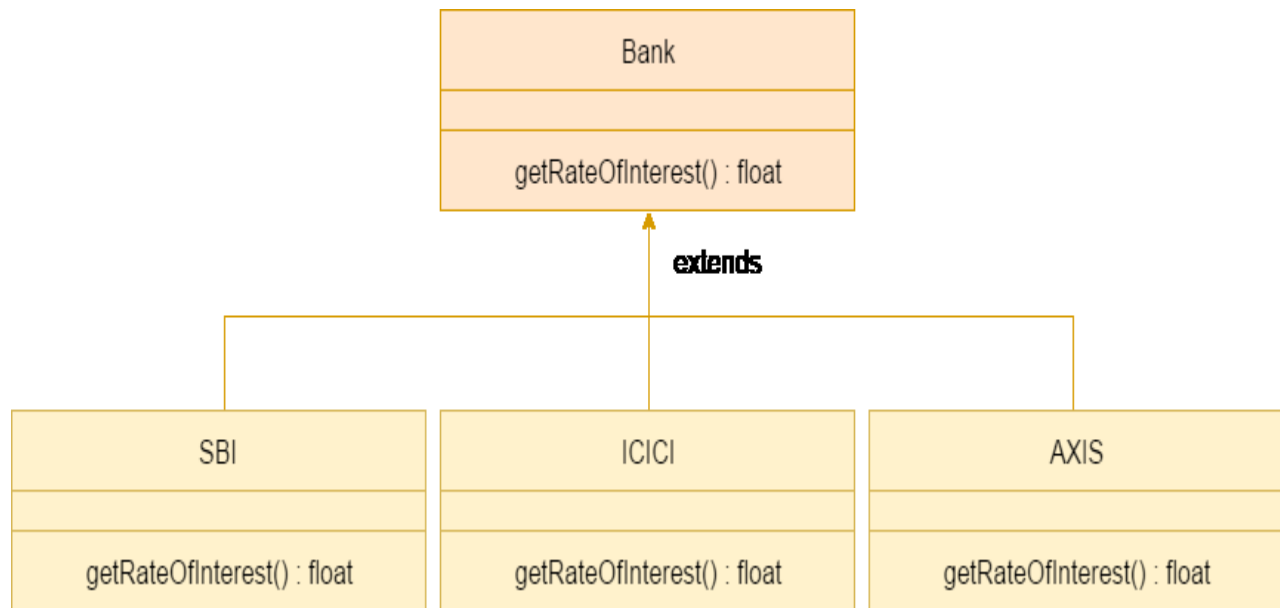 Bank
getRateOfInterest() : float
extends
SBI
ICICI
AXIS
getRateOfInterest() : float
getRateOfInterest() : float
getRateOfInterest() : float